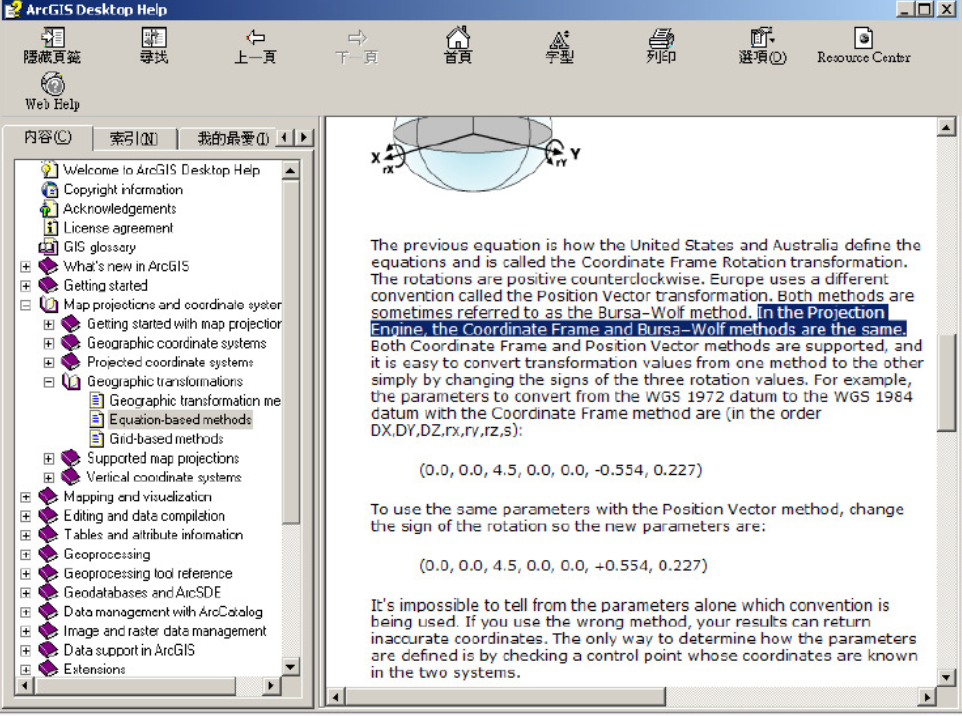 ArcGIS Desktop Help
隱藏頁籤
尋找
上一頁
下一頁
首頁
字型
列印
選項(O)
Resource Center
Web Help
內容(C)
索引(N)
我的最愛(I)
Welcome to ArcGIS Desktop Help
Copyright information
Acknowledgements
License agreement
GIS glossary
What's new in ArcGIS
Getting started
Map projections and coordinate syster
Getting started with map projection
Geographic coordinate systems
Projected coordinate systems
Geographic transformations
Geographic transformation me
Equation-based methods
Grid-based methods
Supported map projections
Vertical coordinate systems
Mapping and visualization
Editing and data compilation
Tables and attribute information
Geoprocessing
Geoprocessing tool reference
Geodatabases and ArcSDE
Data management with ArcCatalog
Image and raster data management
Data support in ArcGIS
Extensions
X
rX
Y
rY
The previous equation is how the United States and Australia define the
equations and is called the Coordinate Frame Rotation transformation.
The rotations are positive counterclockwise. Europe uses a different
convention called the Position Vector transformation. Both methods are
sometimes referred to as the Bursa–Wolf method. In the Projection
Engine, the Coordinate Frame and Bursa–Wolf methods are the same.
Both Coordinate Frame and Position Vector methods are supported, and
it is easy to convert transformation values from one method to the other
simply by changing the signs of the three rotation values. For example,
the parameters to convert from the WGS 1972 datum to the WGS 1984
datum with the Coordinate Frame method are (in the order
DX,DY,DZ,rx,ry,rz,s):
(0.0, 0.0, 4.5, 0.0, 0.0, -0.554, 0.227)
To use the same parameters with the Position Vector method, change
the sign of the rotation so the new parameters are:
(0.0, 0.0, 4.5, 0.0, 0.0, +0.554, 0.227)
It's impossible to tell from the parameters alone which convention is
being used. If you use the wrong method, your results can return
inaccurate coordinates. The only way to determine how the parameters
are defined is by checking a control point whose coordinates are known
in the two systems.